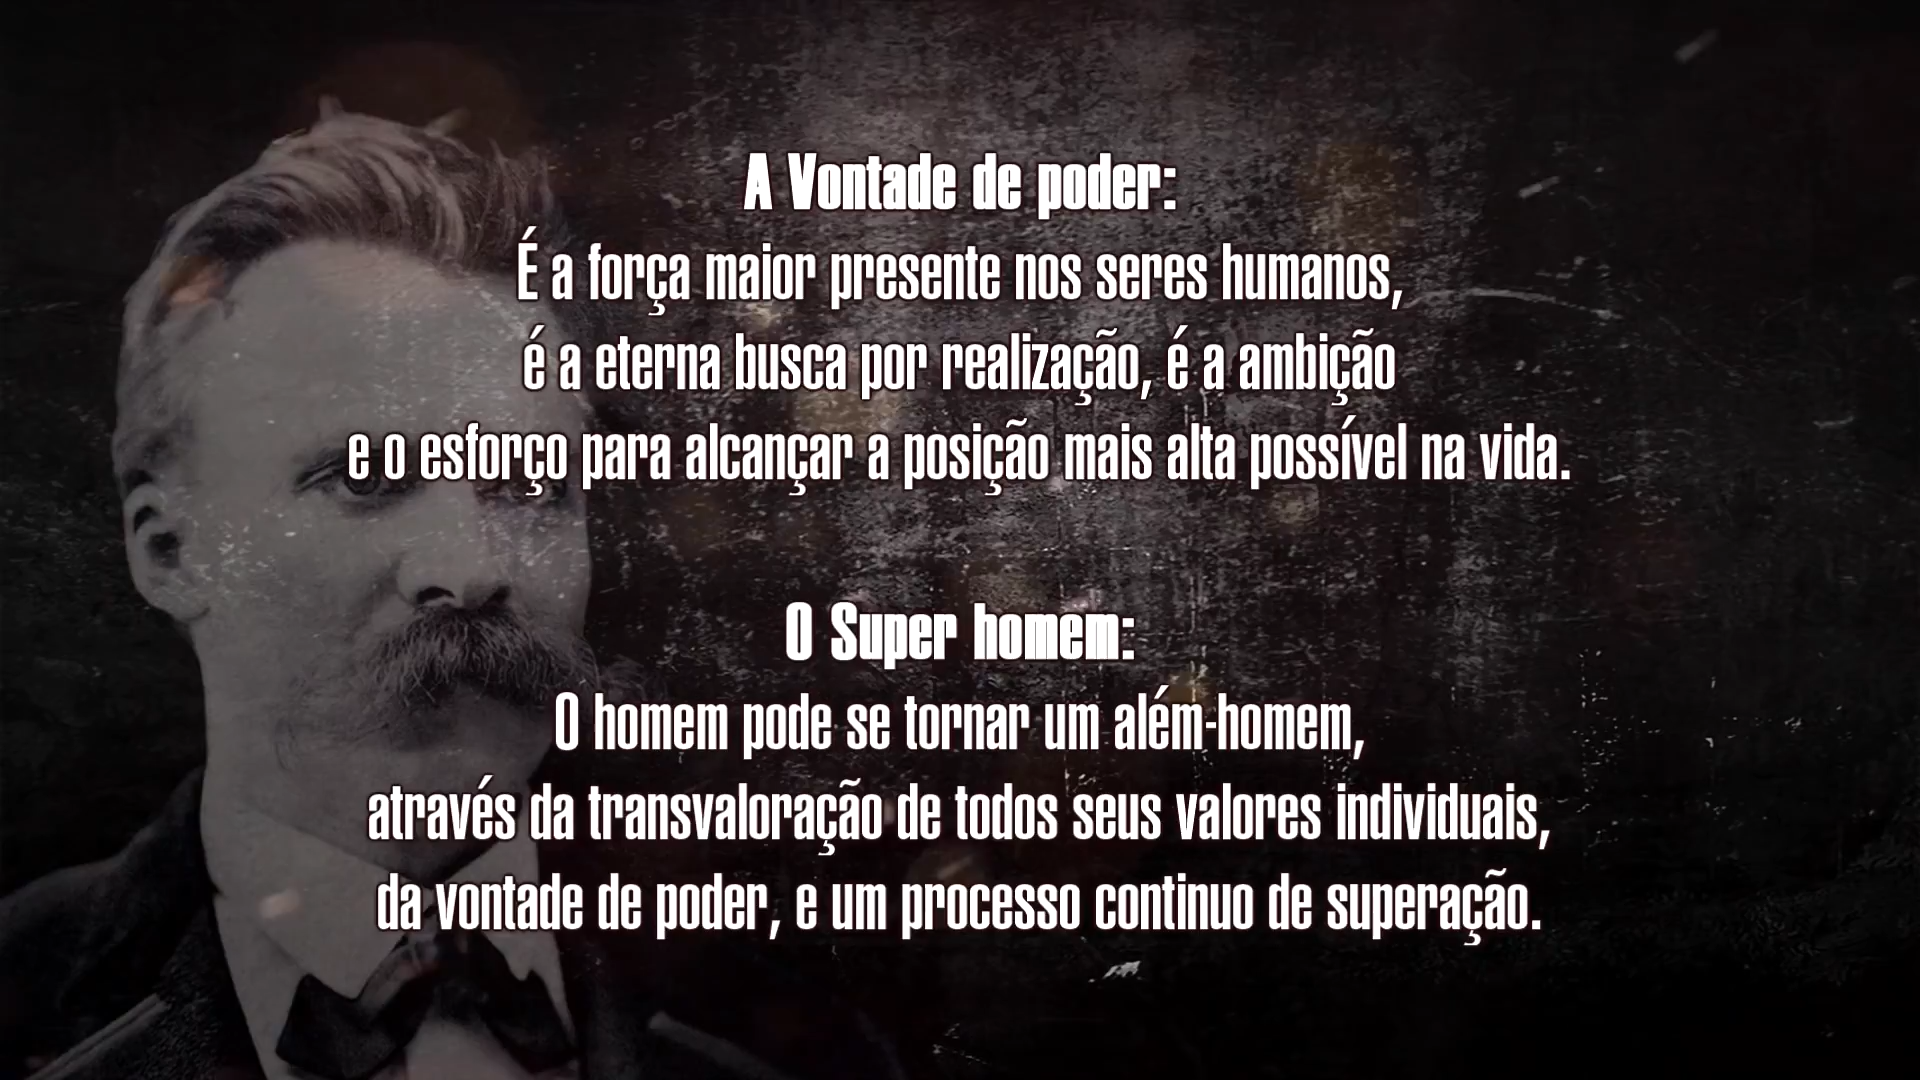 A Vontade de poder:
É a força maior presente nos seres humanos,
é a eterna busca por realização, é a ambição
e o esforço para alcançar a posição mais alta possível na vida.
O Super homem:
O homem pode se tornar um além-homem,
através da transvaloração de todos seus valores individuais,
da vontade de poder, e um processo continuo de superação.